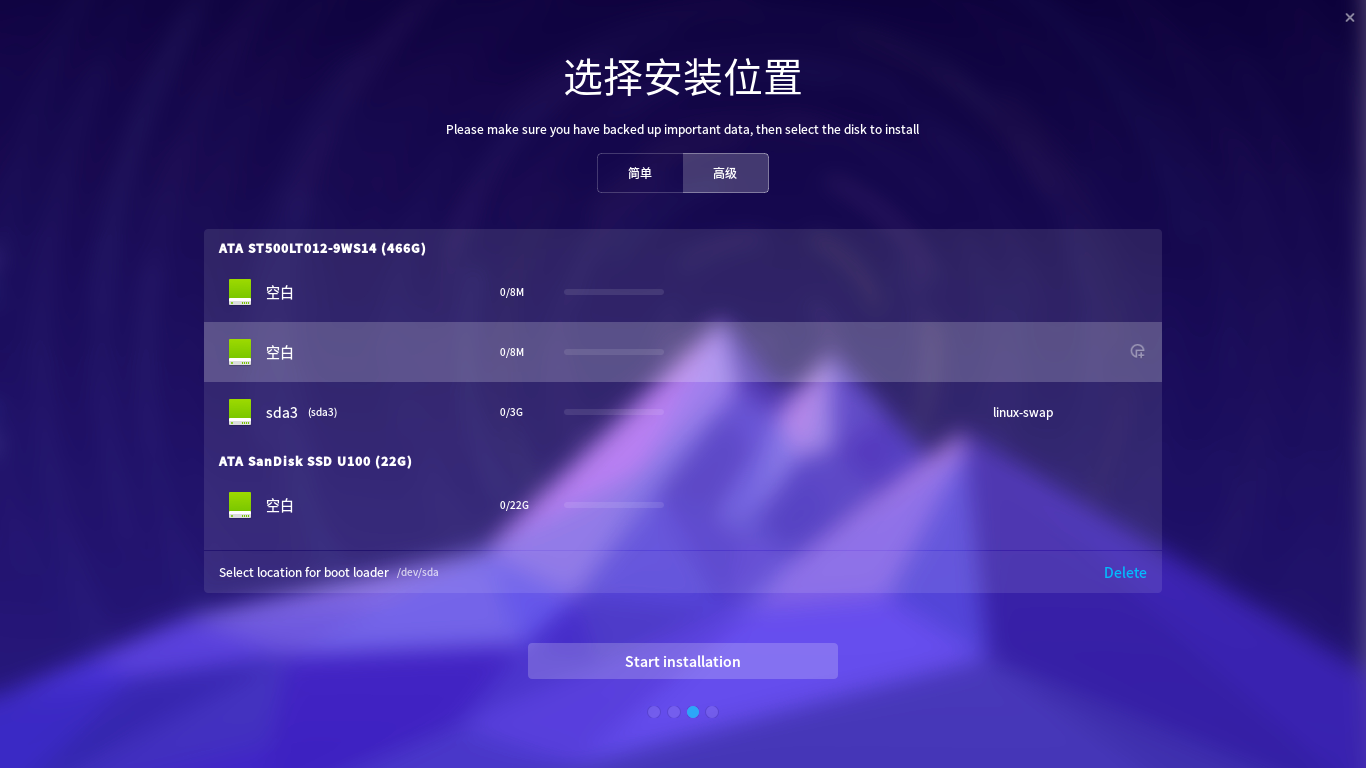 选择安装位置
Please make sure you have backed up important data, then select the disk to install
简单 高级
ATA ST500LT012-9WS14 (466G)
空白 0/8M
空白 0/8M
sda3 (sda3) 0/3G linux-swap
ATA SanDisk SSD U100 (22G)
空白 0/22G
Select location for boot loader /dev/sda Delete
Start installation